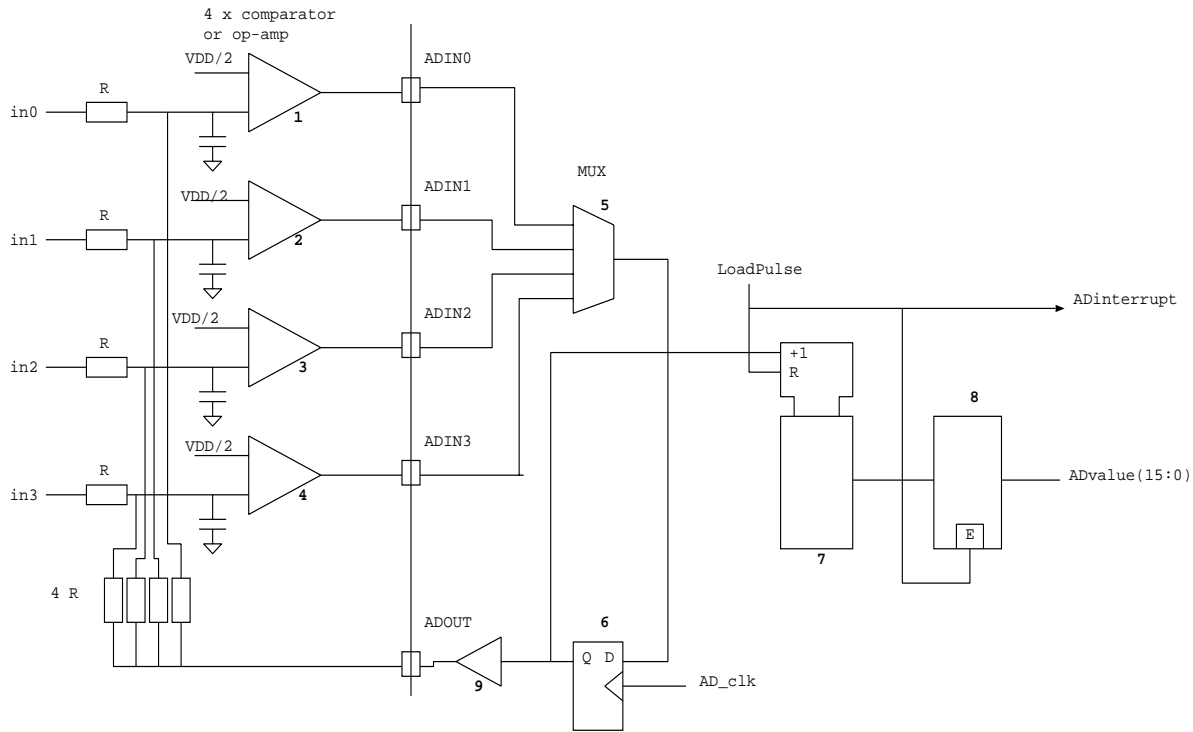 4 x comparator
or op-amp
VDD/2
ADIN0
R
in0
1
MUX
VDD/2
ADIN1
R
5
in1
2
LoadPulse
ADinterrupt
VDD/2
ADIN2
R
+1
in2
3
R
8
VDD/2
ADIN3
R
in3
4
ADvalue(15:0)
E
7
4 R
ADOUT
6
Q D
9
AD_clk